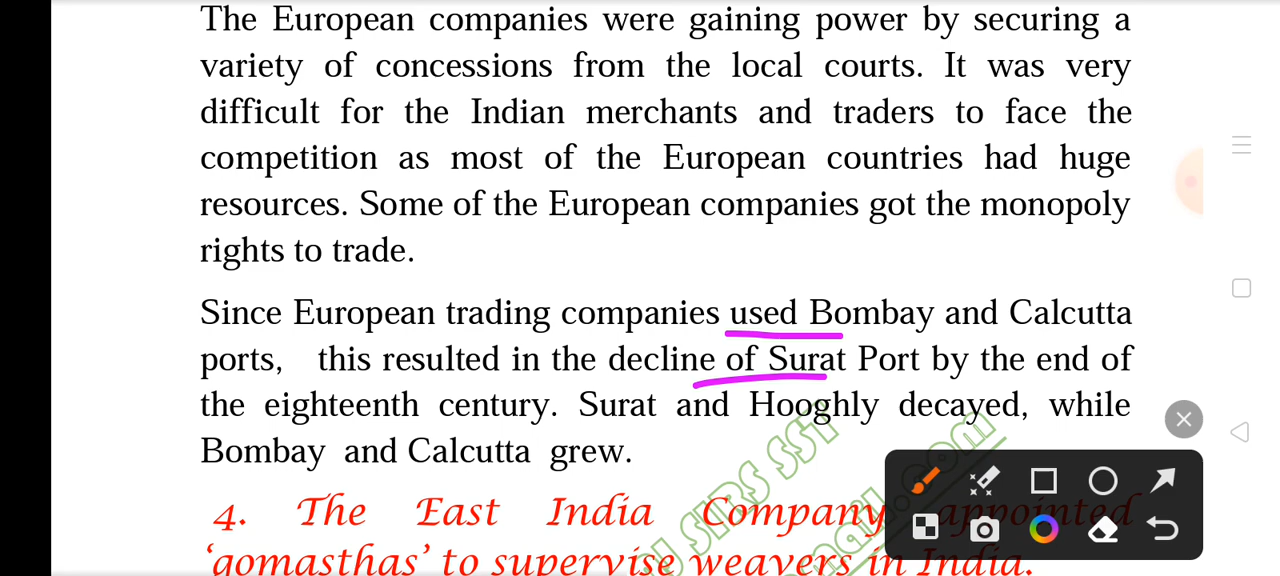 The European companies were gaining power by securing a
variety of concessions from the local courts. It was very
difficult for the Indian merchants and traders to face the
competition as most of the European countries had huge
resources. Some of the European companies got the monopoly
rights to trade.
Since European trading companies used Bombay and Calcutta
ports, this resulted in the decline of Surat Port by the end of
the eighteenth century. Surat and Hooghly decayed, while
Bombay and Calcutta grew.
4. The East India Company appointed
‘gomasthas’ to supervise weavers in India.
SIRS SST